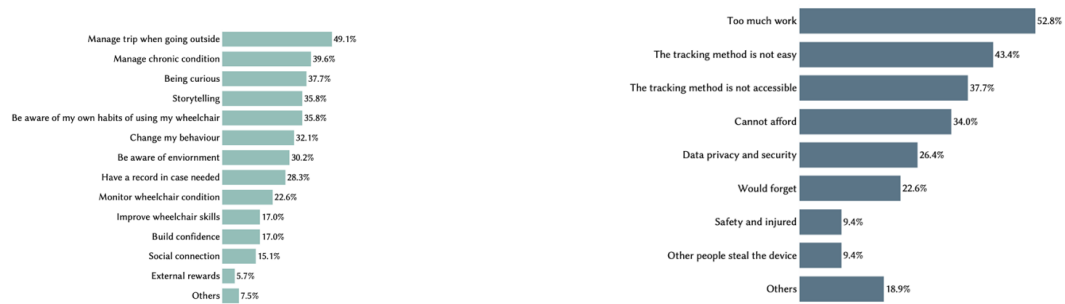 Manage trip when going outside 49.1%
Manage chronic condition 39.6%
Being curious 37.7%
Storytelling 35.8%
Be aware of my own habits of using my wheelchair 35.8%
Change my behaviour 32.1%
Be aware of enviornment 30.2%
Have a record in case needed 28.3%
Monitor wheelchair condition 22.6%
Improve wheelchair skills 17.0%
Build confidence 17.0%
Social connection 15.1%
External rewards 5.7%
Others 7.5%
Too much work 52.8%
The tracking method is not easy 43.4%
The tracking method is not accessible 37.7%
Cannot afford 34.0%
Data privacy and security 26.4%
Would forget 22.6%
Safety and injured 9.4%
Other people steal the device 9.4%
Others 18.9%